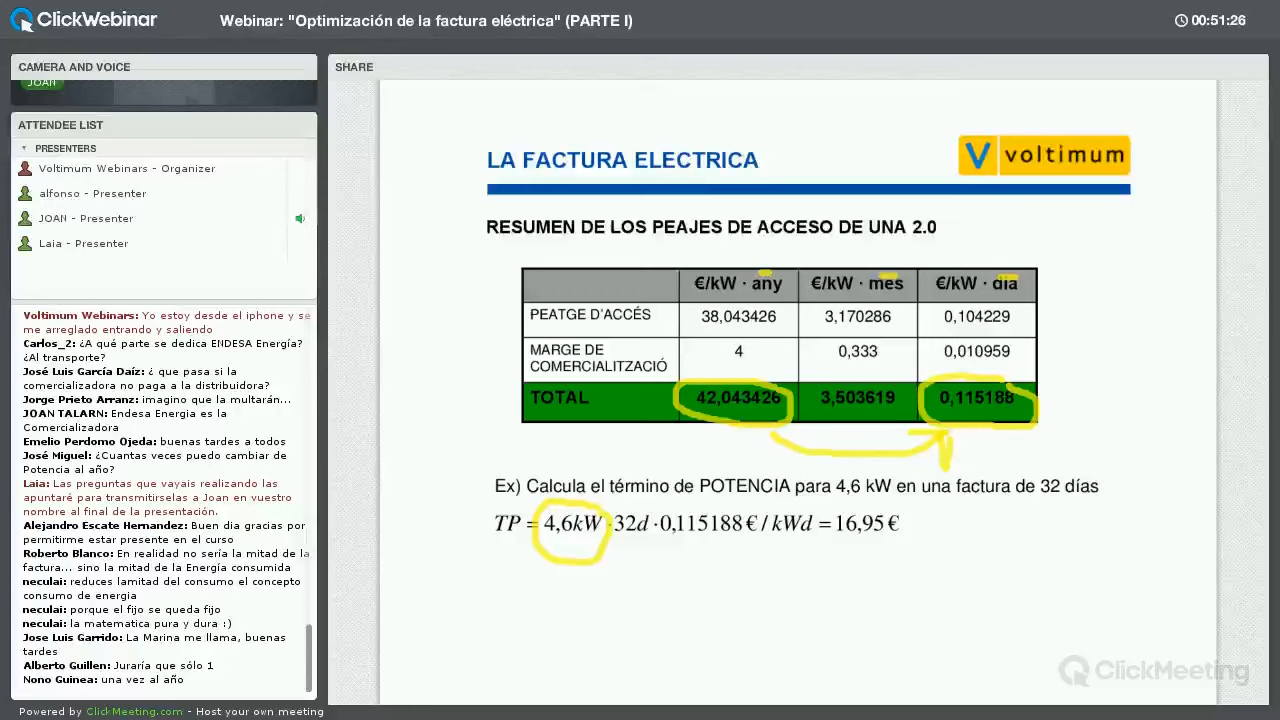 ClickWebinar
Webinar: "Optimización de la factura eléctrica" (PARTE I)
00:51:26
CAMERA AND VOICE
JOAN
ATTENDEE LIST
PRESENTERS
Voltimum Webinars - Organizer
alfonso - Presenter
JOAN - Presenter
Laia - Presenter
Voltimum Webinars: Yo estoy desde el iphone y se
me anega entrando y saliendo
Carlos_2: ¿A qué parte se dedica ENDESA Energía?
¿Al transporte?
José Luis García Daíz: que pasa si la
comercializadora no paga a la distribuidora?
Jorge Prieto Armas: imagino que la multarán...
JOAN TALARN: Endesa Energia es la
Comercializadora
Emelio Perdomo Ojeda: buenas tardes a todos
José Miguel: ¿Cuantas veces puedo cambiar de
Potencia al año?
Laia: Las preguntas que vayais realizando las
apuntaré para transmitirselas a Joan en vuestro
nombre al final de la presentación.
Alejandro Escate Hernandez: Buen dia gracias por
permitirme estar presente en el curso
Roberto Blanco: En realidad no sería la mitad de la
factura... sino la mitad de la Energía consumida
neculai: seria lamitad del consumo el concepto
consumo energia
neculai: porque el fijo se queda fijo
neculai: la matematica pura y dura :)
Jose Luis Gallego: La Marina me llama, buenas
tardes
Alberto Guillen: Juraría que sólo 1
Nono Guinea: una vez al año
Powered by ClickMeeting.com - Host your own meeting
SHARE
LA FACTURA ELECTRICA
voltimum
RESUMEN DE LOS PEAJES DE ACCESO DE UNA 2.0
€/kW · any €/kW · mes €/kW · dia
PEATGE D'ACCÉS 38,043426 3,170286 0,104229
MARGE DE
COMERCIALITZACIÓ 4 0,333 0,010959
TOTAL 42,043426 3,503619 0,115188
Ex) Calcula el término de POTENCIA para 4,6 kW en una factura de 32 días
TP = 4,6kW · 32d · 0,115188 € / kWd = 16,95 €
ClickMeeting